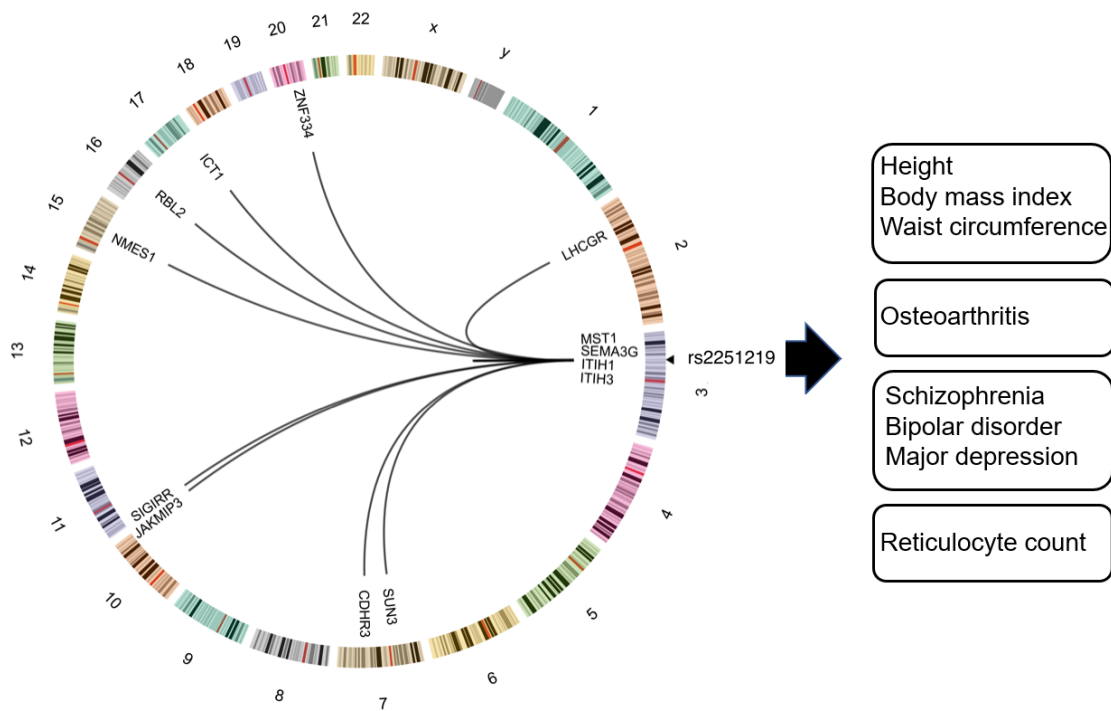 1
2
3
4
5
6
7
8
9
10
11
12
13
14
15
16
17
18
19
20
21
22
x
y
ZNF334
ICT1
RBL2
NMES1
LHCGR
MST1
SEMA3G
ITIH1
ITIH3
rs2251219
SIGIRR
JAKMIP3
CDHR3
SUN3
Height
Body mass index
Waist circumference
Osteoarthritis
Schizophrenia
Bipolar disorder
Major depression
Reticulocyte count